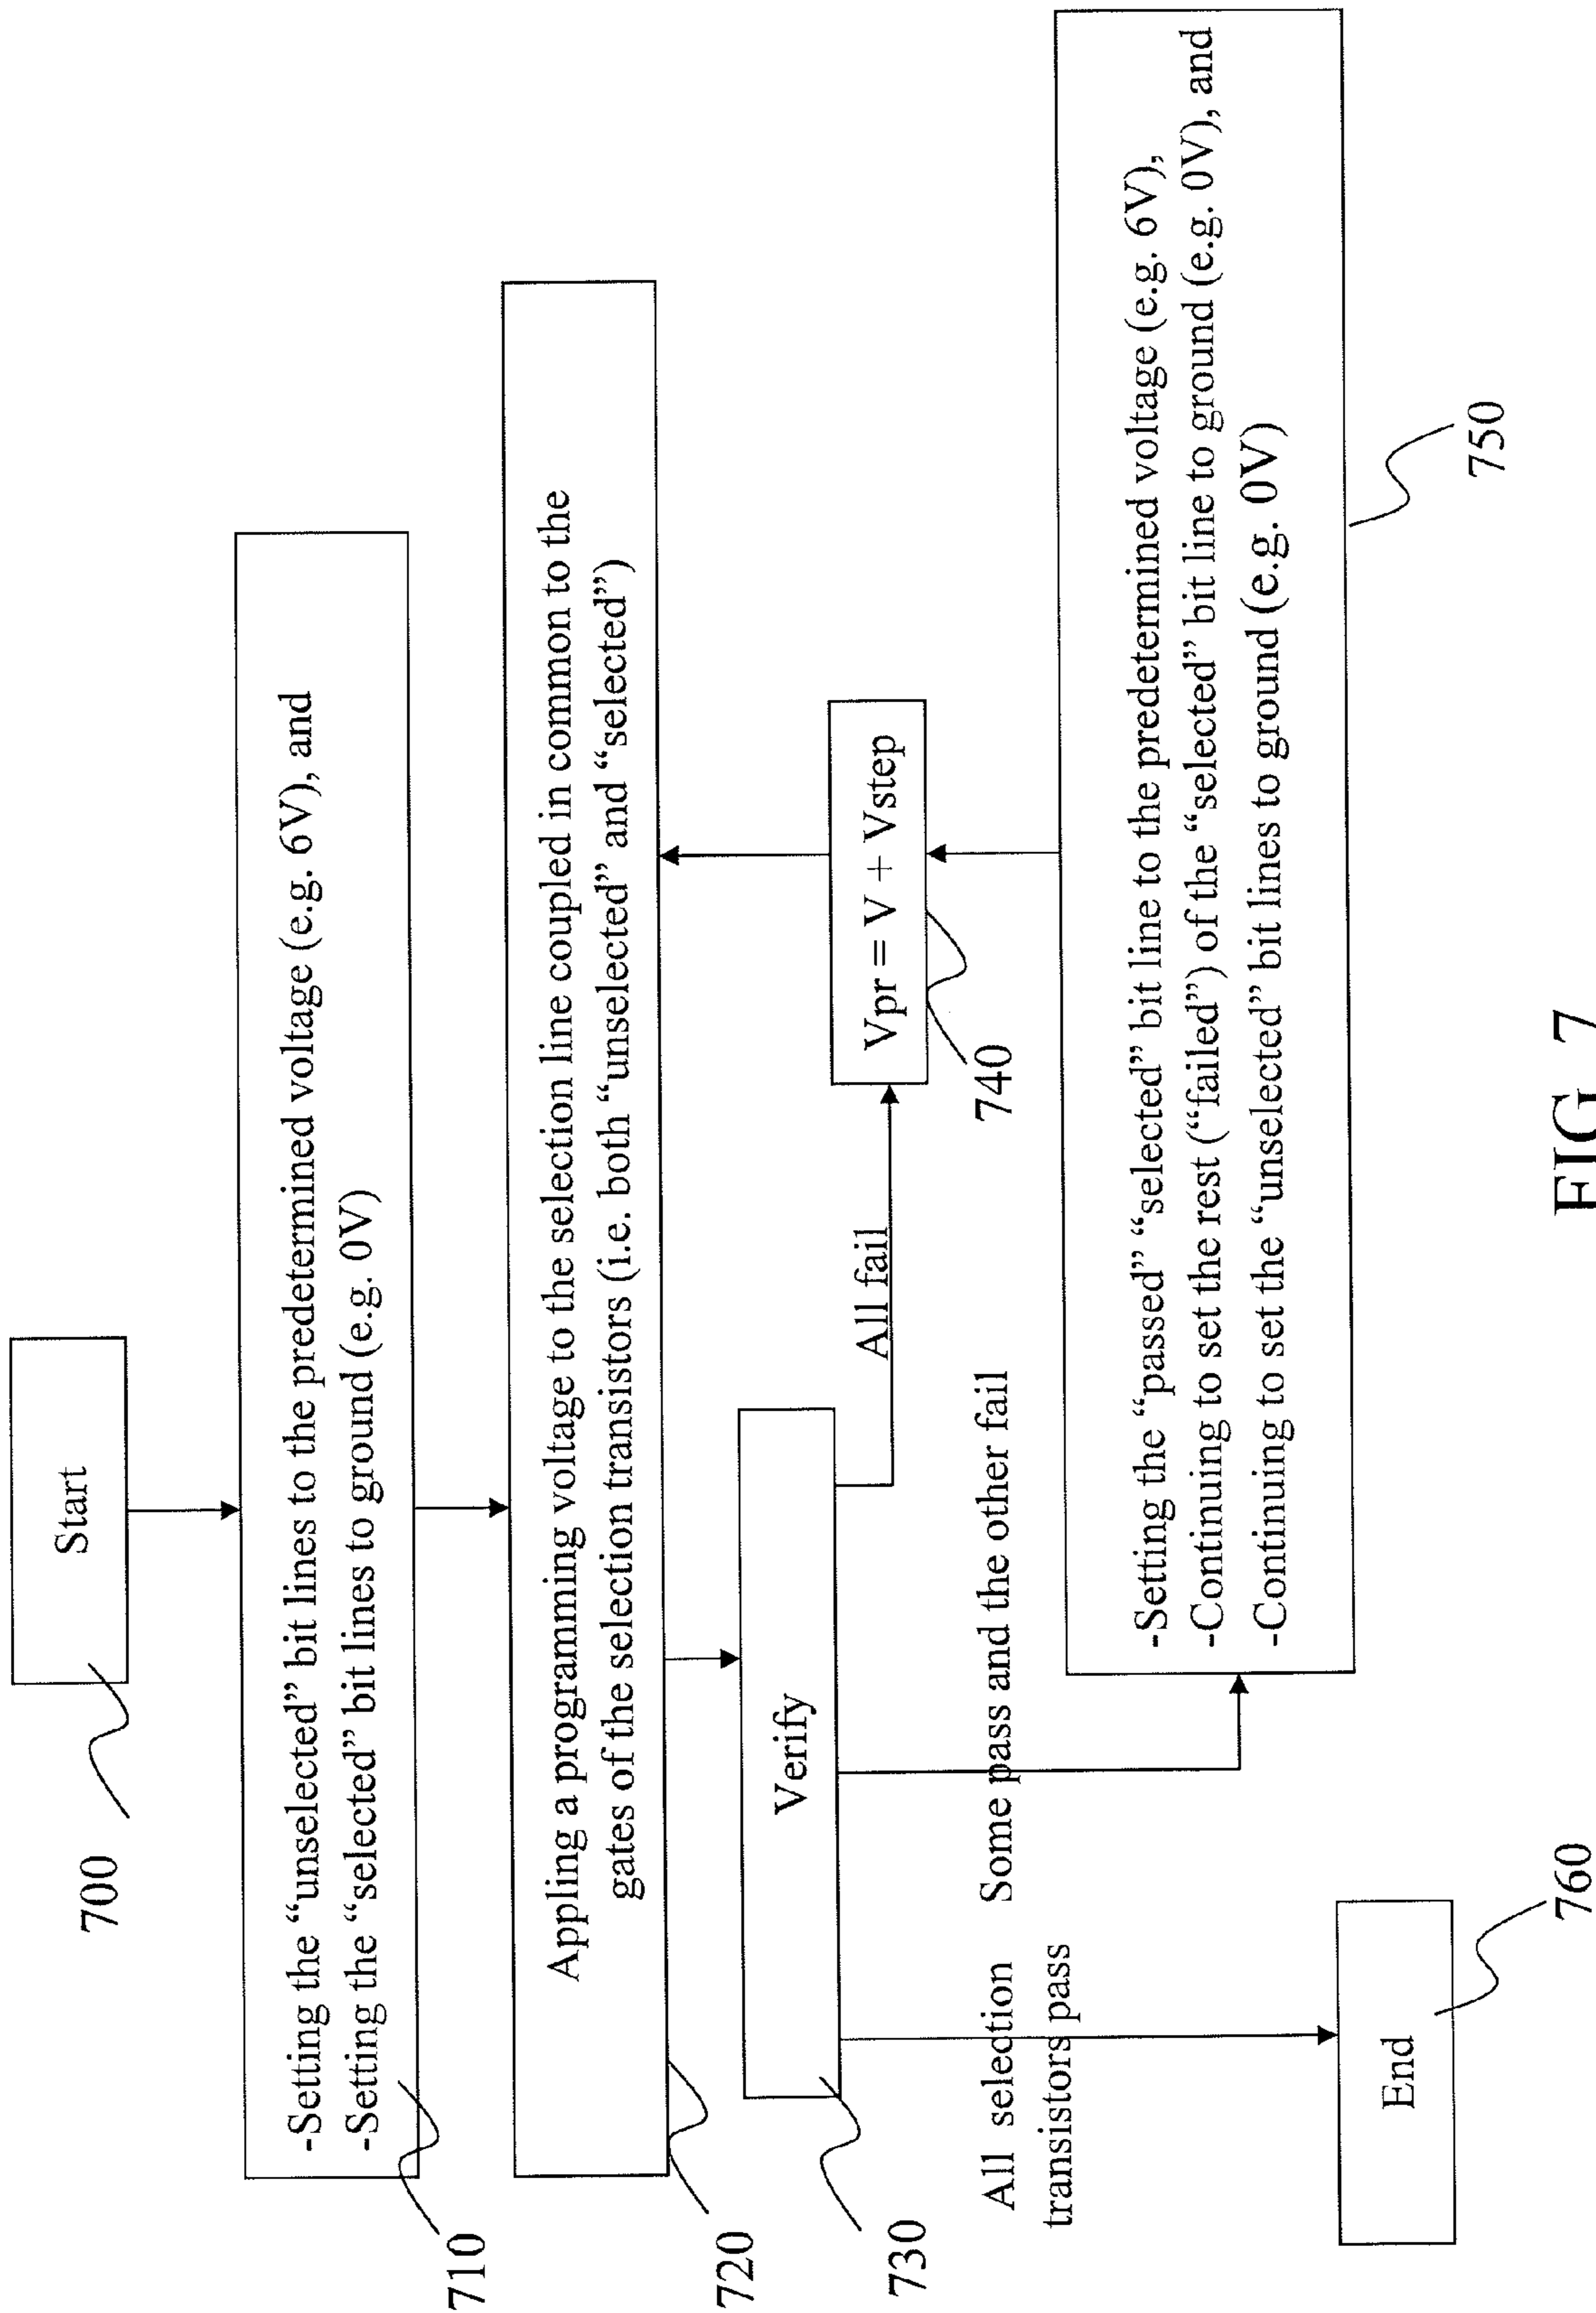 Start
700
-Setting the “unselected” bit lines to the predetermined voltage (e.g. 6V), and
-Setting the “selected” bit lines to ground (e.g. 0V)
710
Appling a programming voltage to the selection line coupled in common to the
gates of the selection transistors (i.e. both “unselected” and “selected”)
720
Verify
730
All fail
Vpr = V + Vstep
740
All selection
transistors pass
Some pass and the other fail
-Setting the “passed” “selected” bit line to the predetermined voltage (e.g. 6V),
-Continuing to set the rest (“failed”) of the “selected” bit line to ground (e.g. 0V), and
-Continuing to set the “unselected” bit lines to ground (e.g. 0V)
750
End
760
FIG. 7